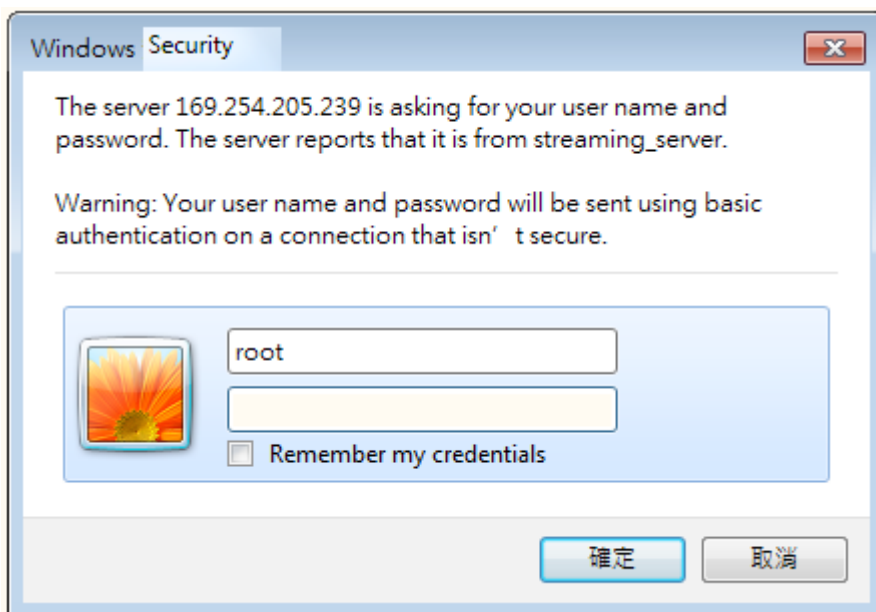 Windows Security
The server 169.254.205.239 is asking for your user name and
password. The server reports that it is from streaming_server.
Warning: Your user name and password will be sent using basic
authentication on a connection that isn’ t secure.
root
Remember my credentials
確定 取消